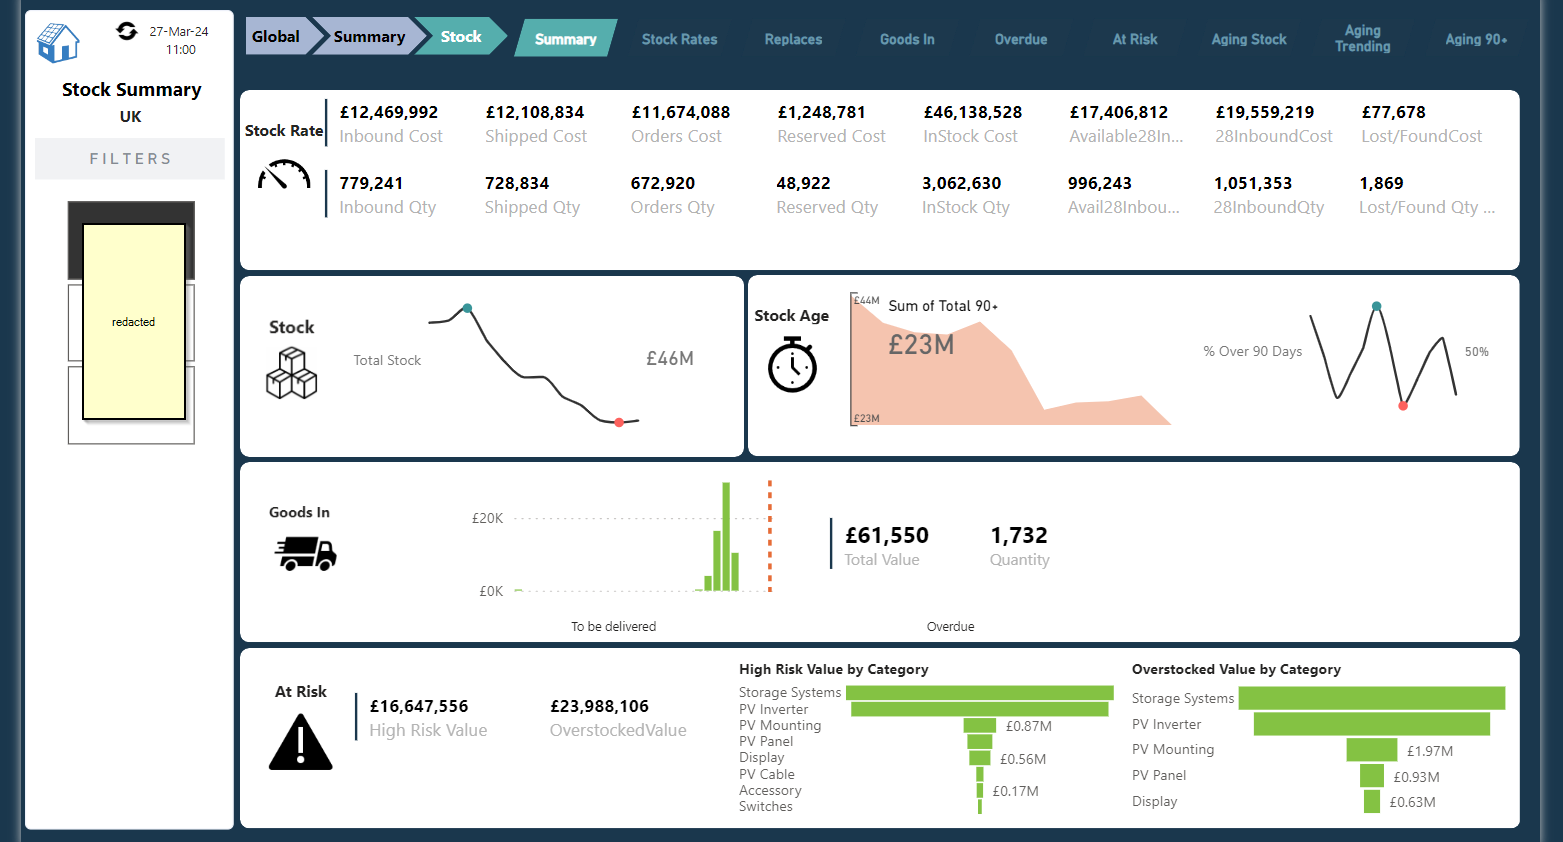 27-Mar-24
11:00
Stock Summary
UK
FILTERS
redacted
Global
Summary
Stock
Summary
Stock Rates
Replaces
Goods In
Overdue
At Risk
Aging Stock
Aging
Trending
Aging 90+
Stock Rate
£12,469,992
Inbound Cost
£12,108,834
Shipped Cost
£11,674,088
Orders Cost
£1,248,781
Reserved Cost
£46,138,528
InStock Cost
£17,406,812
Available28In...
£19,559,219
28InboundCost
£77,678
Lost/FoundCost
779,241
Inbound Qty
728,834
Shipped Qty
672,920
Orders Qty
48,922
Reserved Qty
3,062,630
InStock Qty
996,243
Avail28Inbou...
1,051,353
28InboundQty
1,869
Lost/Found Qty ...
Stock
Total Stock
£46M
Stock Age
£44M
Sum of Total 90+
£23M
£23M
% Over 90 Days
50%
Goods In
£20K
£0K
To be delivered
£61,550
Total Value
1,732
Quantity
Overdue
At Risk
£16,647,556
High Risk Value
£23,988,106
OverstockedValue
High Risk Value by Category
Storage Systems
PV Inverter
PV Mounting
£0.87M
PV Panel
Display
£0.56M
PV Cable
Accessory
£0.17M
Switches
Overstocked Value by Category
Storage Systems
PV Inverter
PV Mounting
£1.97M
PV Panel
£0.93M
Display
£0.63M